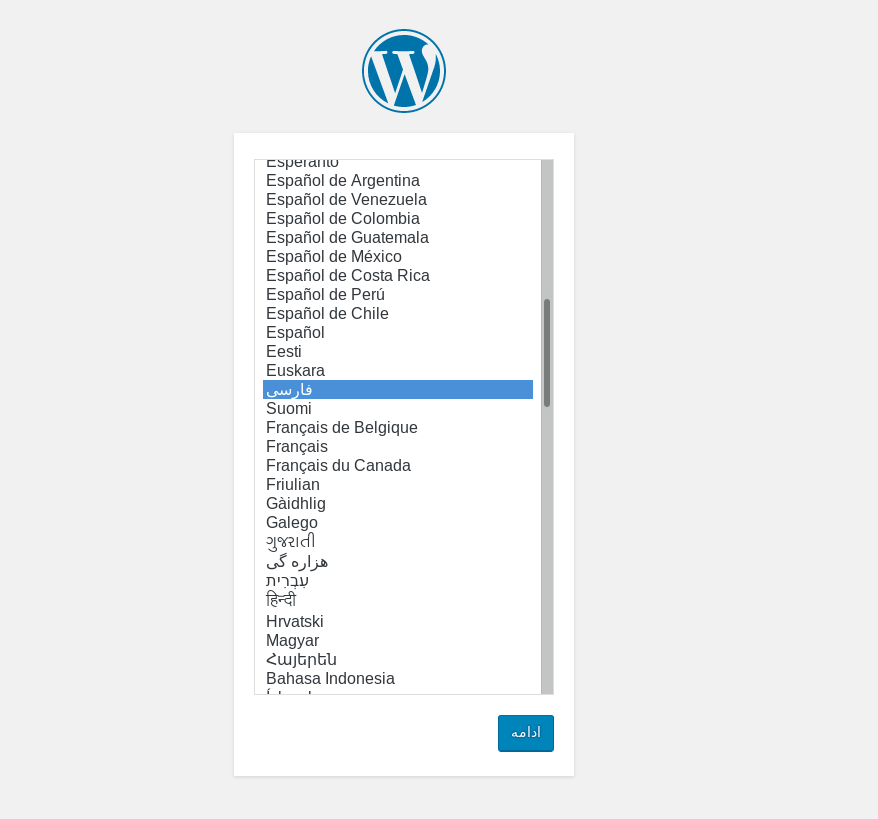 Esperanto
Español de Argentina
Español de Venezuela
Español de Colombia
Español de Guatemala
Español de México
Español de Costa Rica
Español de Perú
Español de Chile
Español
Eesti
Euskara
فارسی
Suomi
Français de Belgique
Français
Français du Canada
Friulian
Gàidhlig
Galego
ગુજરાતી
هزاره گی
עִבְרִית
हिन्दी
Hrvatski
Magyar
Հայերեն
Bahasa Indonesia
ادامه